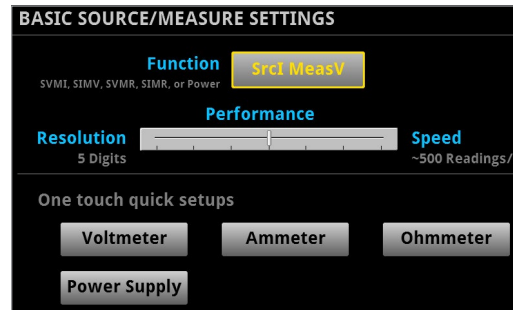 BASIC SOURCE/MEASURE SETTINGS
Function
SrcI MeasV
SVMI, SIMV, SVMR, SIMR, or Power
Performance
Resolution
Speed
5 Digits
~500 Readings/
One touch quick setups
Voltmeter
Ammeter
Ohmmeter
Power Supply